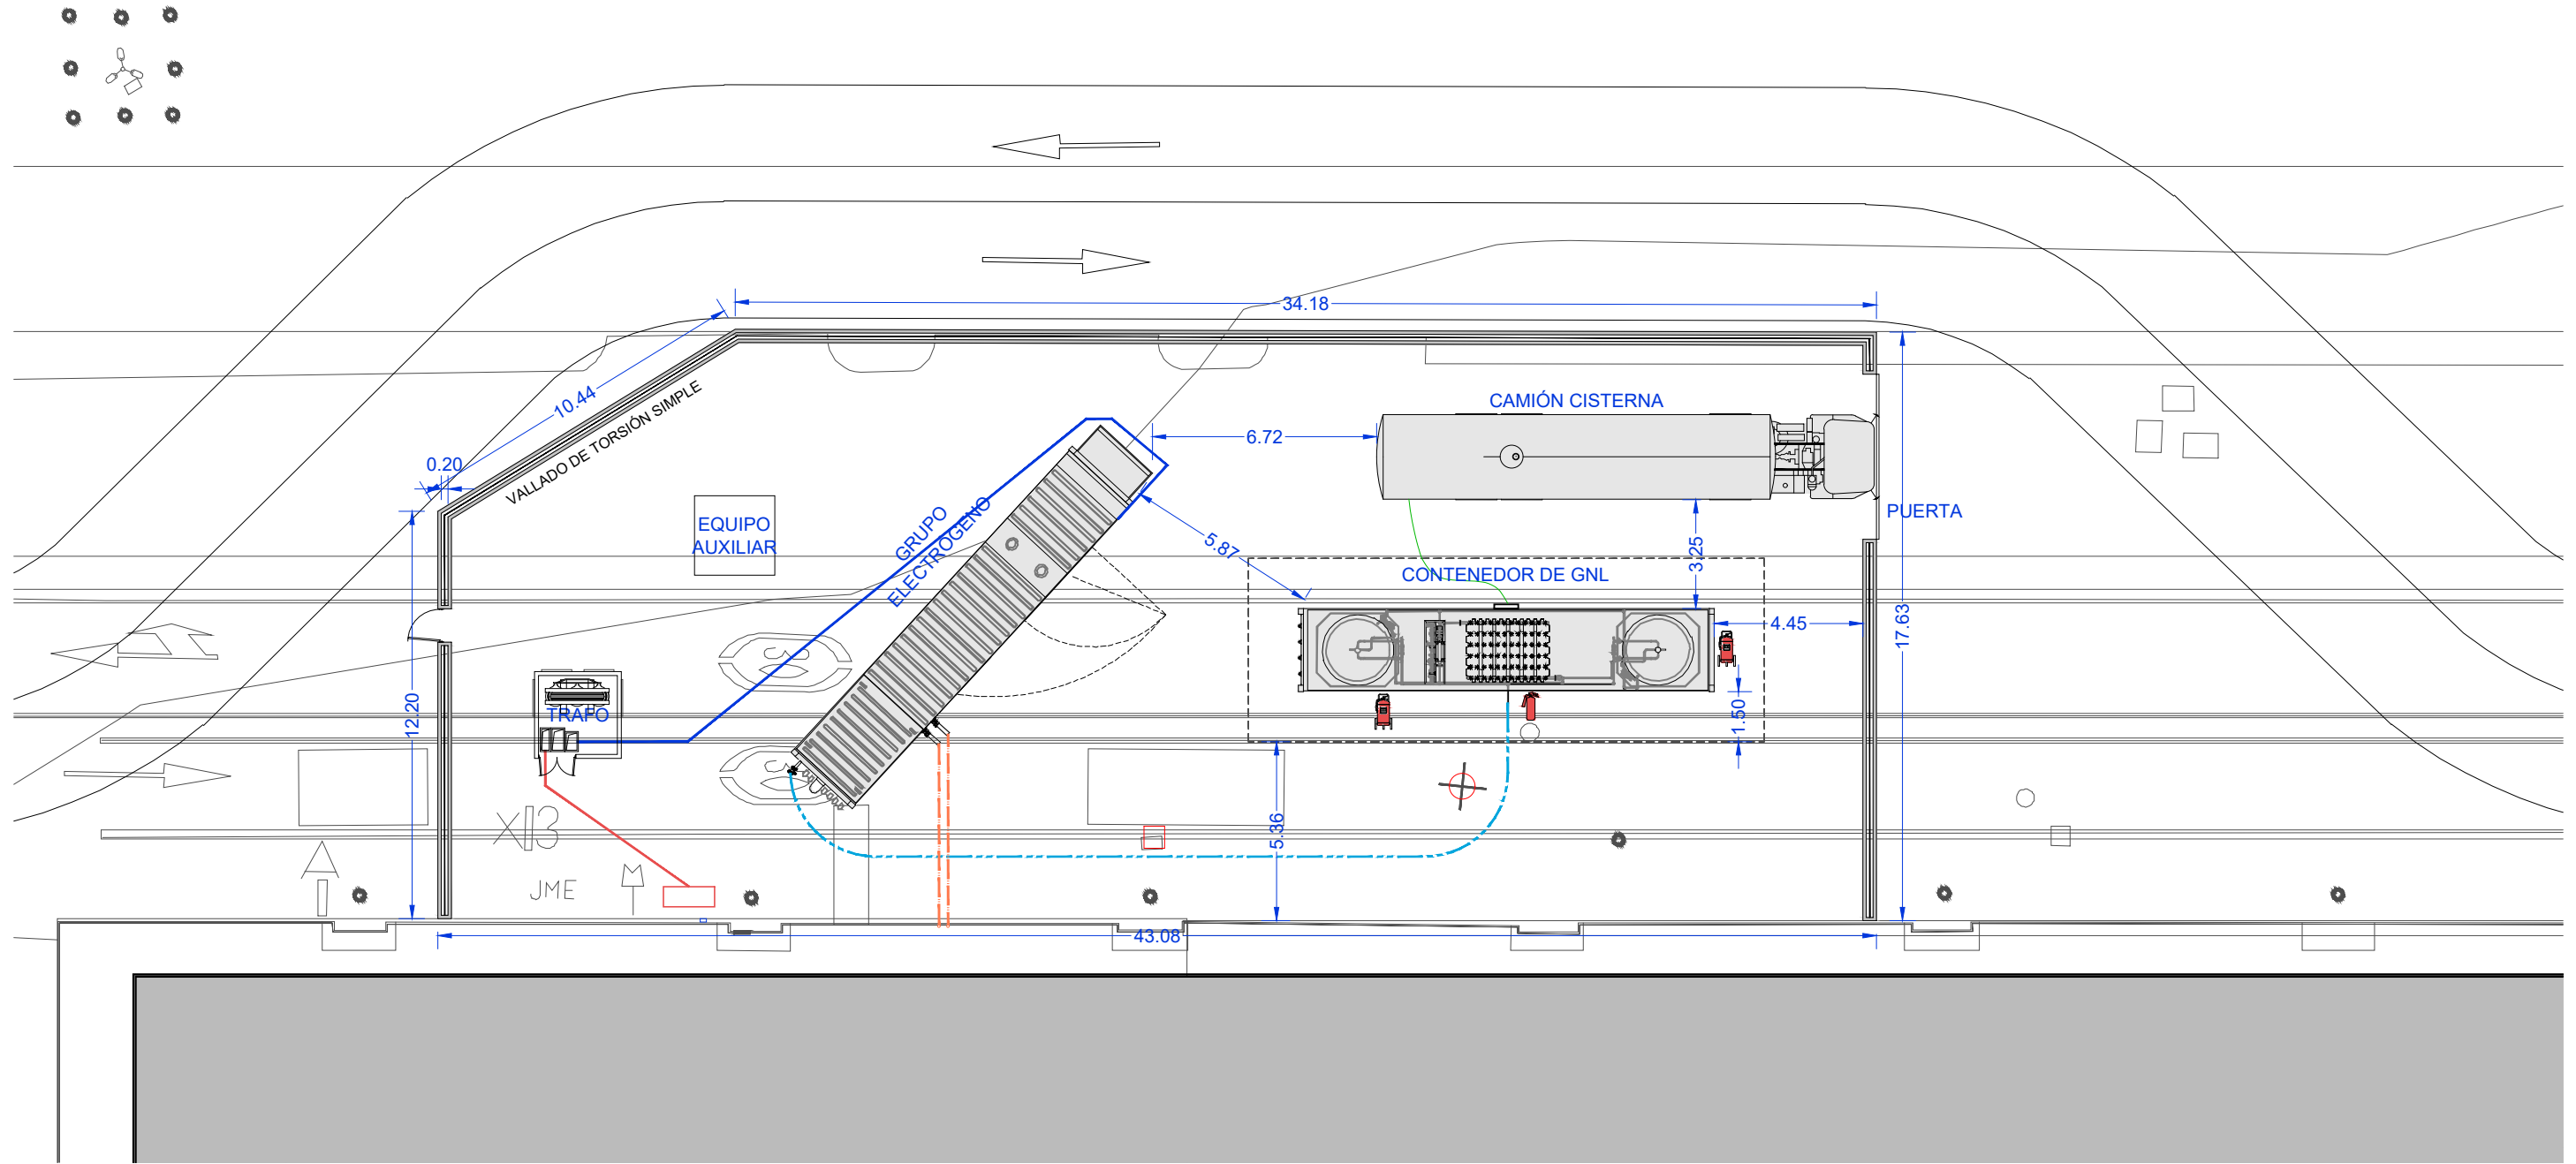 34.18
10.44
VALLADO DE TORSIÓN SIMPLE
CAMIÓN CISTERNA
6.72
0.20
PUERTA
EQUIPO
AUXILIAR
GRUPO
ELECTRÓGENO
5.87
3.25
CONTENEDOR DE GNL
4.45
17.63
12.20
TRAFO
1.50
5.36
JME
43.08